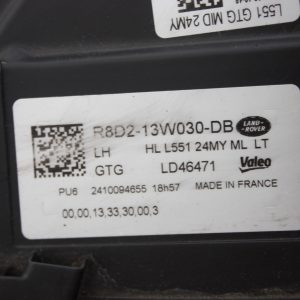 L551 GTG MID 24MY
R8D2-13W030-DB LAND ROVER
LH HL L551 24MY ML LT
GTG LD46471 Valeo
PU6 2410094655 18h57 MADE IN FRANCE
00,00,13,33,30,00,3